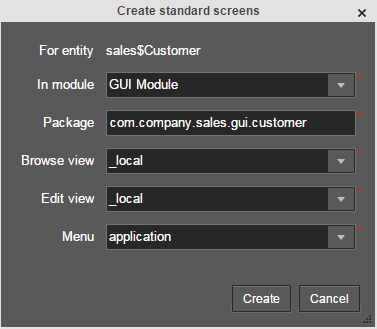 Create standard screens
For entity sales$Customer
In module GUI Module *
Package com.company.sales.gui.customer *
Browse view _local *
Edit view _local *
Menu application *
Create Cancel